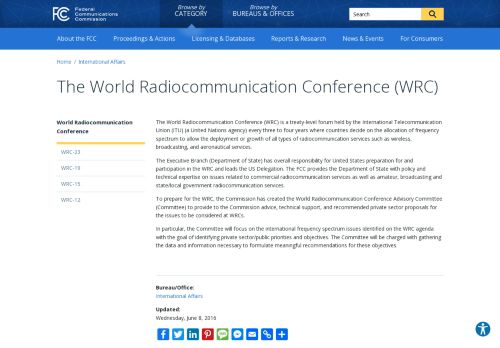 FCC Federal
Communications
Commission
Browse by
CATEGORY
Browse by
BUREAUS & OFFICES
Search
About the FCC
Proceedings & Actions
Licensing & Databases
Reports & Research
News & Events
For Consumers
Home / International Affairs
The World Radiocommunication Conference (WRC)
World Radiocommunication
Conference
WRC-23
WRC-19
WRC-15
WRC-12
The World Radiocommunication Conference (WRC) is a treaty-level forum held by the International Telecommunication
Union (ITU) (a United Nations agency) every three to four years where countries decide on the allocation of frequency
spectrum to allow the deployment or growth of all types of radiocommunication services such as wireless,
broadcasting, and aeronautical services.
The Executive Branch (Department of State) has overall responsibility for United States preparation for and
participation in the WRC and leads the US Delegation. The FCC provides the Department of State with policy and
technical expertise on issues related to commercial radiocommunication services as well as amateur, broadcasting and
state/local government radiocommunication services.
To prepare for the WRC, the Commission has created the World Radiocommunication Conference Advisory Committee
(Committee) to provide to the Commission advice, technical support, and recommended private sector proposals for
the issues to be considered at WRCs.
In particular, the Committee will focus on the international frequency spectrum issues identified on the WRC agenda
with the goal of identifying private sector/public priorities and objectives. The Committee will be charged with gathering
the data and information necessary to formulate meaningful recommendations for these objectives.
Bureau/Office:
International Affairs
Updated:
Wednesday, June 8, 2016